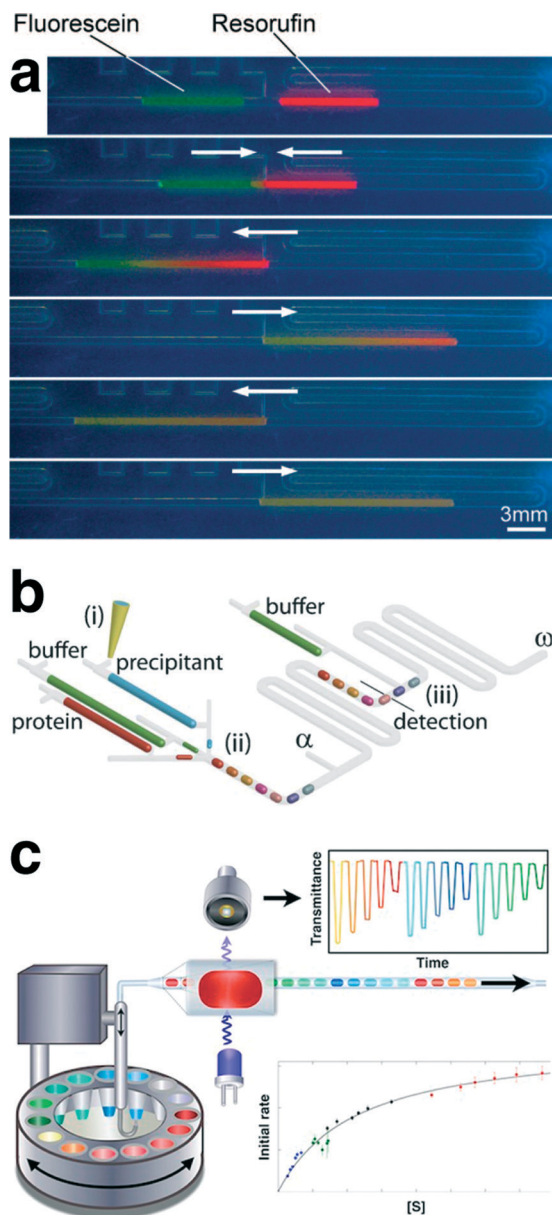 Fluorescein
Resorufin
a
3mm
b
(i)
buffer
buffer
precipitant
ω
protein
(iii)
detection
(ii)
α
c
Transmittance
Time
Initial rate
[S]